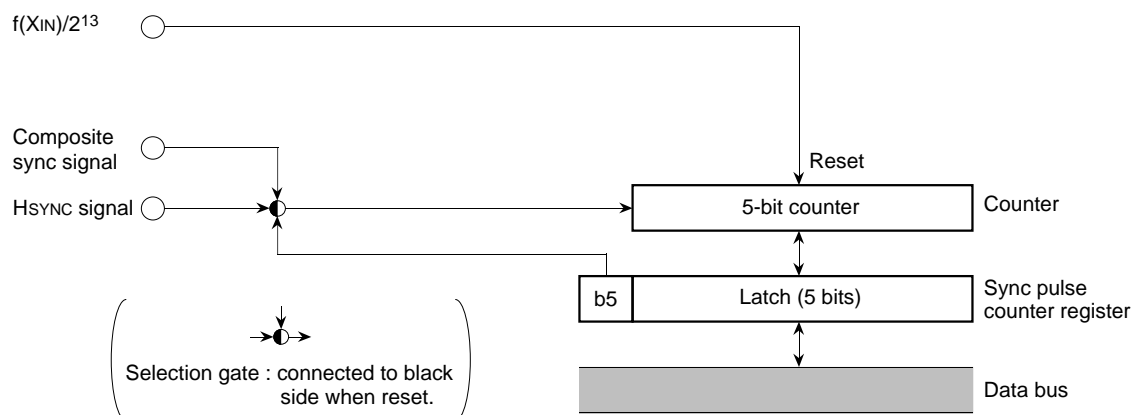 f(XIN)/2¹³
Composite
sync signal
Reset
HSYNC signal
5-bit counter
Counter
b5
Latch (5 bits)
Sync pulse
counter register
Selection gate : connected to black
side when reset.
Data bus